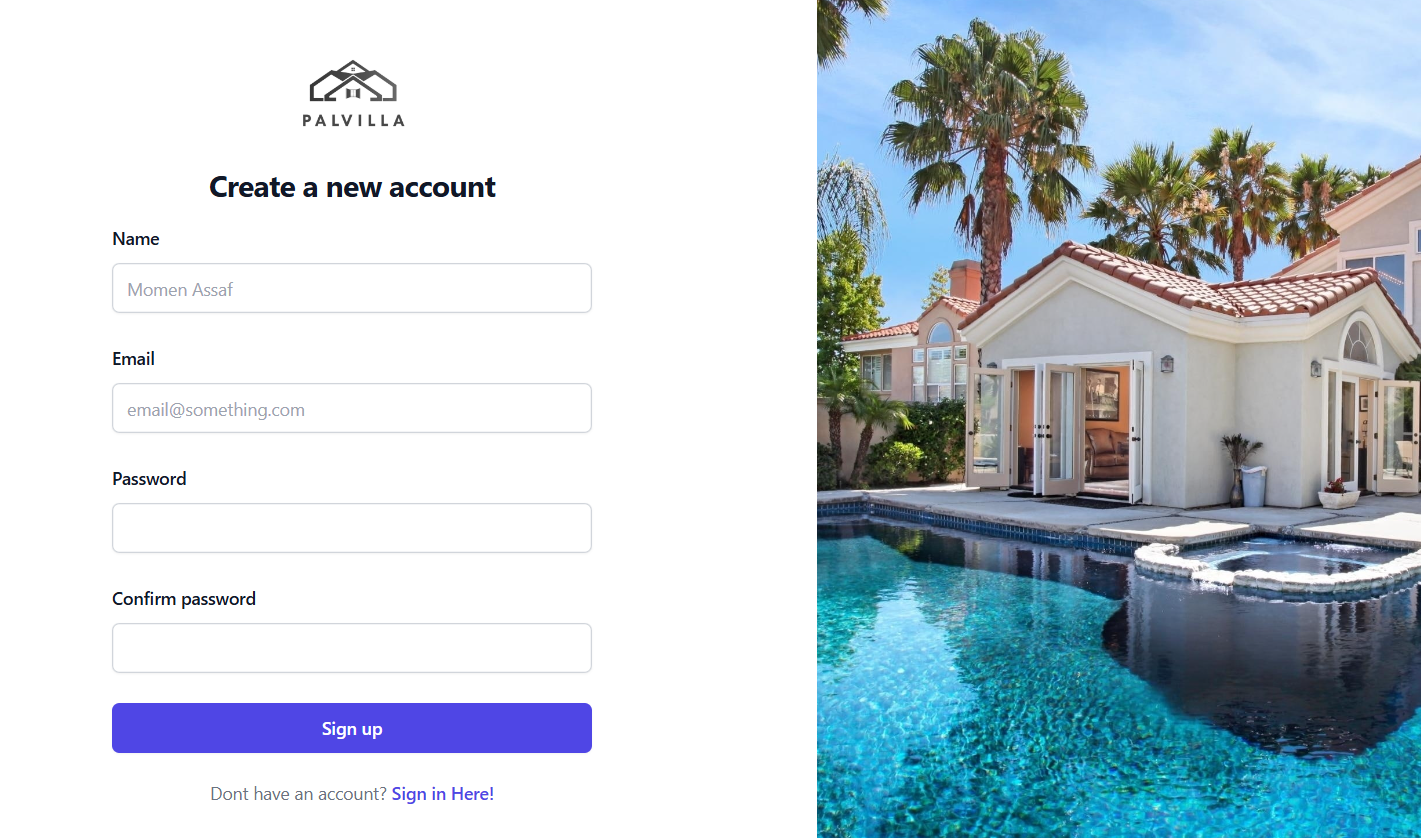 PALVILLA
Create a new account
Name
Momen Assaf
Email
email@something.com
Password
Confirm password
Sign up
Dont have an account? Sign in Here!